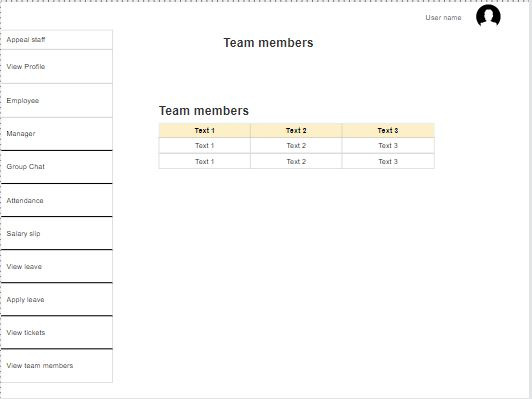 User name
Appeal staff
View Profile
Employee
Manager
Group Chat
Attendance
Salary slip
View leave
Apply leave
View tickets
View team members
Team members
Team members
Text 1 Text 2 Text 3
Text 1 Text 2 Text 3
Text 1 Text 2 Text 3